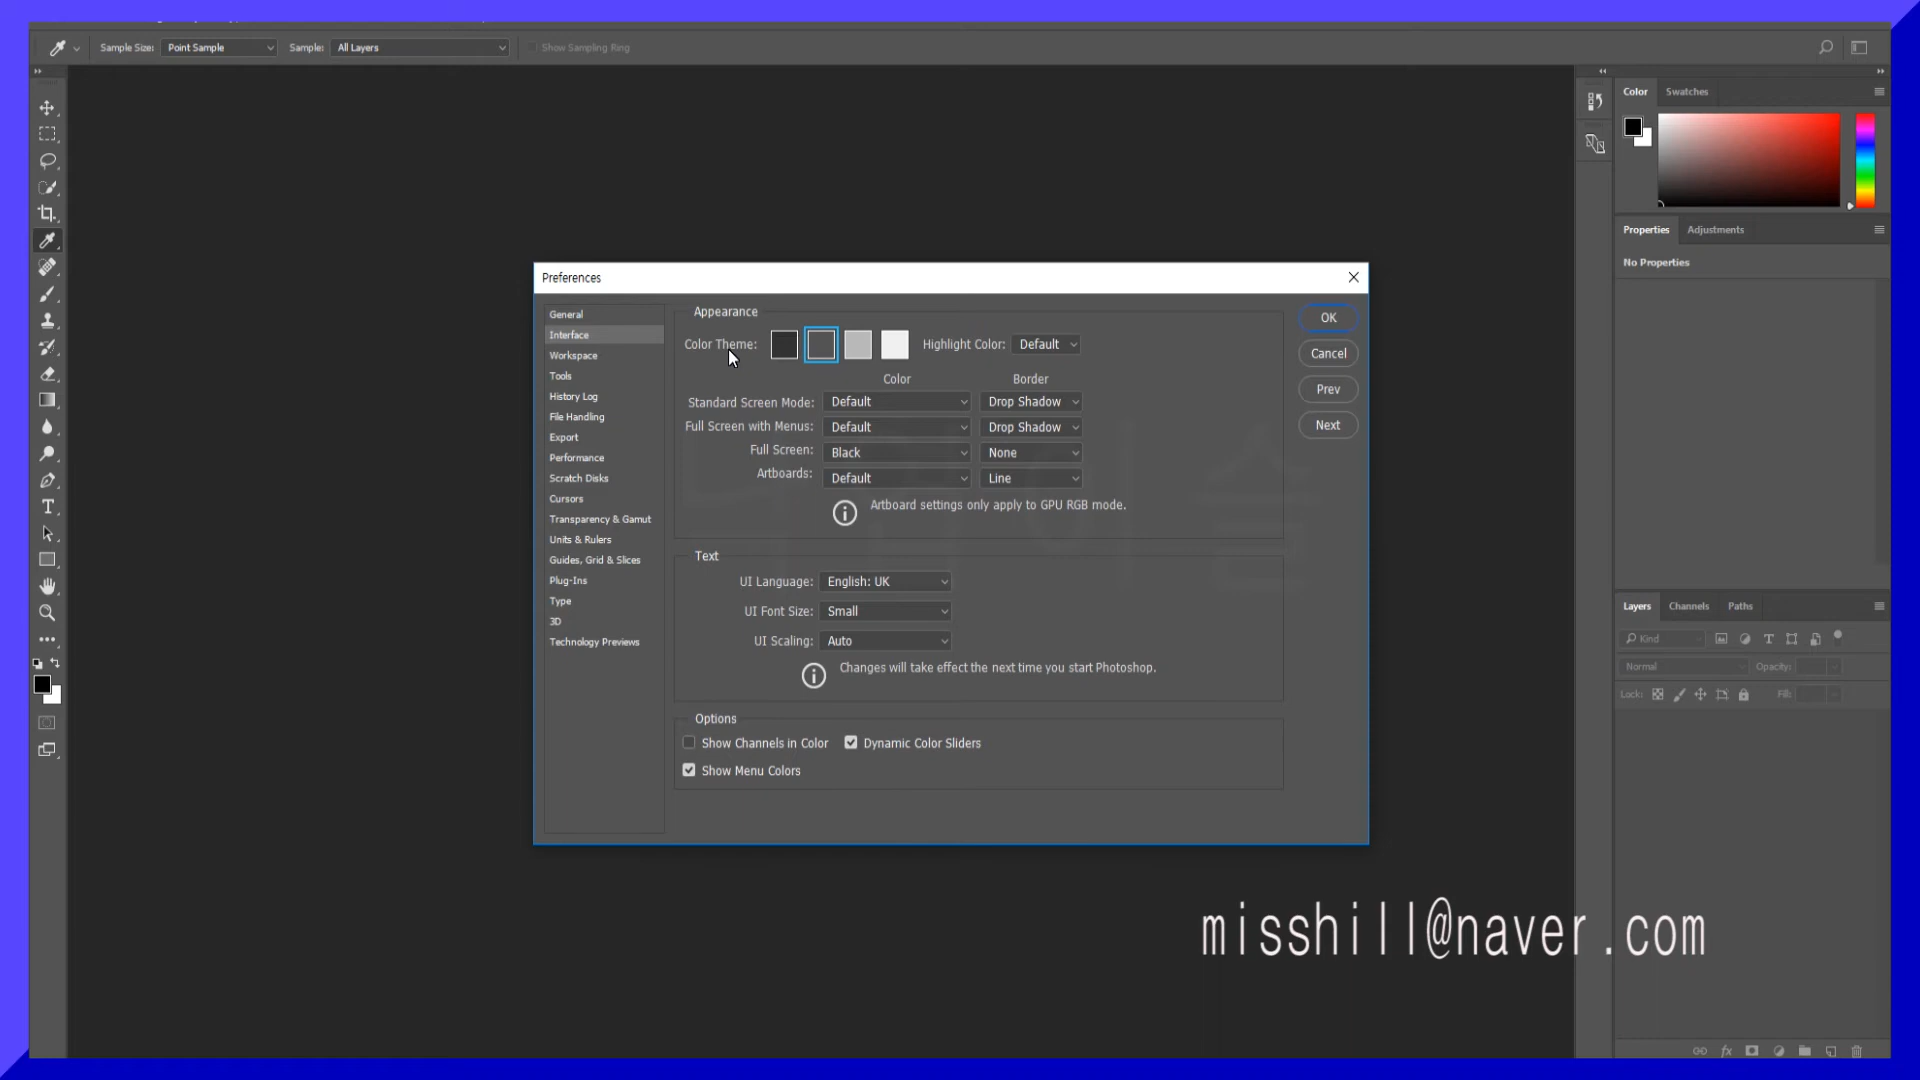 Sample Size: Point Sample Sample: All Layers Show Sampling Ring
Color Swatches
Properties Adjustments
No Properties
Preferences
General
Interface
Workspace
Tools
History Log
File Handling
Export
Performance
Scratch Disks
Cursors
Transparency & Gamut
Units & Rulers
Guides, Grid & Slices
Plug-Ins
Type
3D
Technology Previews
Appearance
Color Theme: Highlight Color: Default
Color Border
Standard Screen Mode: Default Drop Shadow
Full Screen with Menus: Default Drop Shadow
Full Screen: Black None
Artboards: Default Line
Artboard settings only apply to GPU RGB mode.
Text
UI Language: English: UK
UI Font Size: Small
UI Scaling: Auto
Changes will take effect the next time you start Photoshop.
Options
Show Channels in Color Dynamic Color Sliders
Show Menu Colors
OK
Cancel
Prev
Next
Layers Channels Paths
Kind
Normal Opacity:
Lock: Fill:
misshill@naver.com